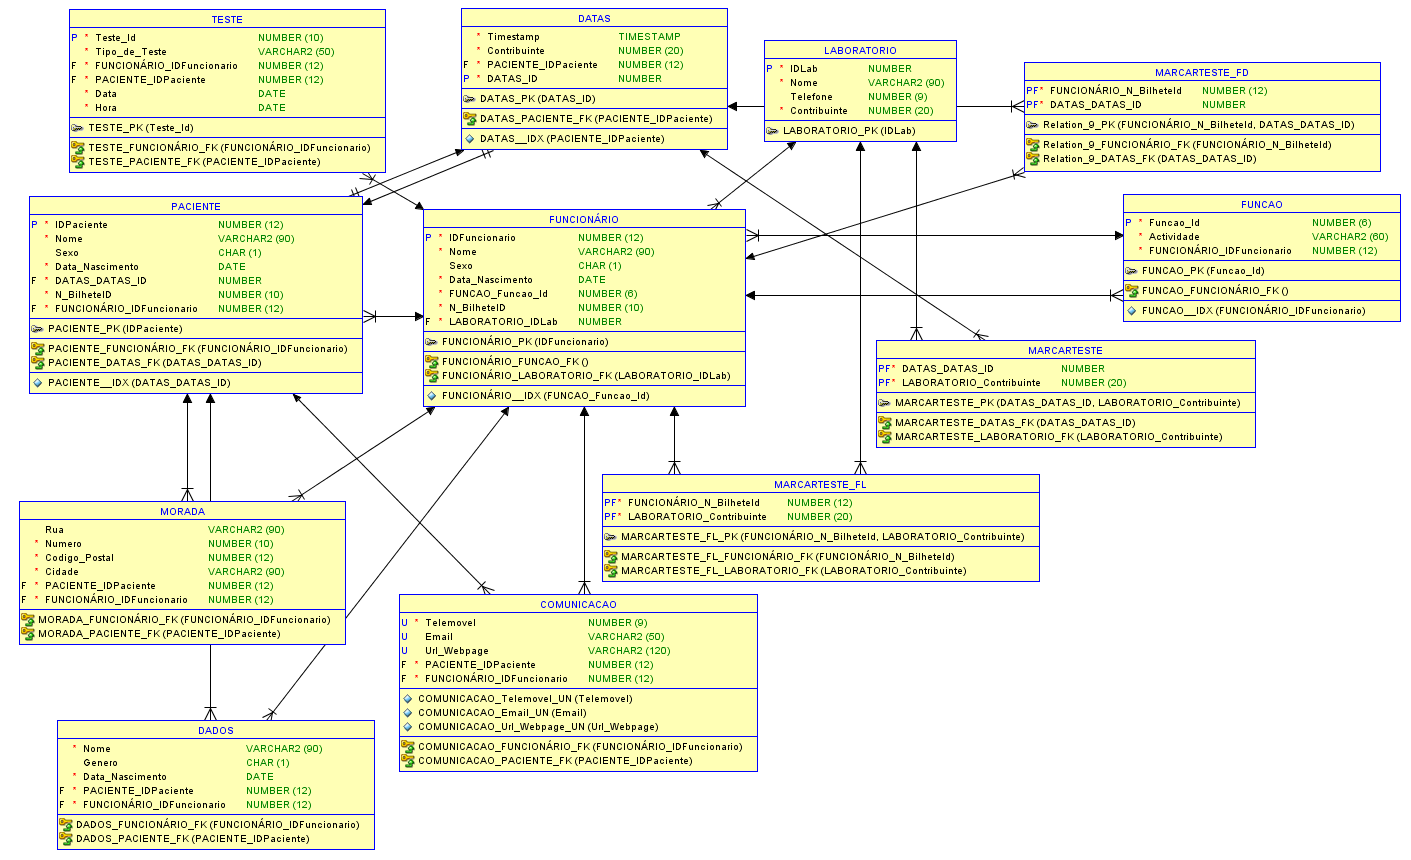 TESTE
P * Teste_Id NUMBER (10)
* Tipo_de_Teste VARCHAR2 (50)
F * FUNCIONÁRIO_IDFuncionario NUMBER (12)
F * PACIENTE_IDPaciente NUMBER (12)
* Data DATE
* Hora DATE
TESTE_PK (Teste_Id)
TESTE_FUNCIONÁRIO_FK (FUNCIONÁRIO_IDFuncionario)
TESTE_PACIENTE_FK (PACIENTE_IDPaciente)
DATAS
* Timestamp TIMESTAMP
* Contribuinte NUMBER (20)
F * PACIENTE_IDPaciente NUMBER (12)
P * DATAS_ID NUMBER
DATAS_PK (DATAS_ID)
DATAS_PACIENTE_FK (PACIENTE_IDPaciente)
DATAS__IDX (PACIENTE_IDPaciente)
LABORATORIO
P * IDLab NUMBER
* Nome VARCHAR2 (90)
Telefone NUMBER (9)
* Contribuinte NUMBER (20)
LABORATORIO_PK (IDLab)
MARCARTESTE_FD
PF* FUNCIONÁRIO_N_BilheteId NUMBER (12)
PF* DATAS_DATAS_ID NUMBER
Relation_9_PK (FUNCIONÁRIO_N_BilheteId, DATAS_DATAS_ID)
Relation_9_FUNCIONÁRIO_FK (FUNCIONÁRIO_N_BilheteId)
Relation_9_DATAS_FK (DATAS_DATAS_ID)
PACIENTE
P * IDPaciente NUMBER (12)
* Nome VARCHAR2 (90)
Sexo CHAR (1)
* Data_Nascimento DATE
F * DATAS_DATAS_ID NUMBER
* N_BilheteID NUMBER (10)
F * FUNCIONÁRIO_IDFuncionario NUMBER (12)
PACIENTE_PK (IDPaciente)
PACIENTE_FUNCIONÁRIO_FK (FUNCIONÁRIO_IDFuncionario)
PACIENTE_DATAS_FK (DATAS_DATAS_ID)
PACIENTE__IDX (DATAS_DATAS_ID)
FUNCIONÁRIO
P * IDFuncionario NUMBER (12)
* Nome VARCHAR2 (90)
Sexo CHAR (1)
* Data_Nascimento DATE
* FUNCAO_Funcao_Id NUMBER (6)
* N_BilheteID NUMBER (10)
F * LABORATORIO_IDLab NUMBER
FUNCIONÁRIO_PK (IDFuncionario)
FUNCIONÁRIO_FUNCAO_FK ()
FUNCIONÁRIO_LABORATORIO_FK (LABORATORIO_IDLab)
FUNCIONÁRIO__IDX (FUNCAO_Funcao_Id)
FUNCAO
P * Funcao_Id NUMBER (6)
* Actividade VARCHAR2 (60)
* FUNCIONÁRIO_IDFuncionario NUMBER (12)
FUNCAO_PK (Funcao_Id)
FUNCAO_FUNCIONÁRIO_FK ()
FUNCAO__IDX (FUNCIONÁRIO_IDFuncionario)
MARCARTESTE
PF* DATAS_DATAS_ID NUMBER
PF* LABORATORIO_Contribuinte NUMBER (20)
MARCARTESTE_PK (DATAS_DATAS_ID, LABORATORIO_Contribuinte)
MARCARTESTE_DATAS_FK (DATAS_DATAS_ID)
MARCARTESTE_LABORATORIO_FK (LABORATORIO_Contribuinte)
MARCARTESTE_FL
PF* FUNCIONÁRIO_N_BilheteId NUMBER (12)
PF* LABORATORIO_Contribuinte NUMBER (20)
MARCARTESTE_FL_PK (FUNCIONÁRIO_N_BilheteId, LABORATORIO_Contribuinte)
MARCARTESTE_FL_FUNCIONÁRIO_FK (FUNCIONÁRIO_N_BilheteId)
MARCARTESTE_FL_LABORATORIO_FK (LABORATORIO_Contribuinte)
MORADA
Rua VARCHAR2 (90)
* Numero NUMBER (10)
* Codigo_Postal NUMBER (12)
* Cidade VARCHAR2 (90)
F * PACIENTE_IDPaciente NUMBER (12)
F * FUNCIONÁRIO_IDFuncionario NUMBER (12)
MORADA_FUNCIONÁRIO_FK (FUNCIONÁRIO_IDFuncionario)
MORADA_PACIENTE_FK (PACIENTE_IDPaciente)
COMUNICACAO
U * Telemovel NUMBER (9)
U Email VARCHAR2 (50)
U Url_Webpage VARCHAR2 (120)
F * PACIENTE_IDPaciente NUMBER (12)
F * FUNCIONÁRIO_IDFuncionario NUMBER (12)
COMUNICACAO_Telemovel_UN (Telemovel)
COMUNICACAO_Email_UN (Email)
COMUNICACAO_Url_Webpage_UN (Url_Webpage)
COMUNICACAO_FUNCIONÁRIO_FK (FUNCIONÁRIO_IDFuncionario)
COMUNICACAO_PACIENTE_FK (PACIENTE_IDPaciente)
DADOS
* Nome VARCHAR2 (90)
Genero CHAR (1)
* Data_Nascimento DATE
F * PACIENTE_IDPaciente NUMBER (12)
F * FUNCIONÁRIO_IDFuncionario NUMBER (12)
DADOS_FUNCIONÁRIO_FK (FUNCIONÁRIO_IDFuncionario)
DADOS_PACIENTE_FK (PACIENTE_IDPaciente)